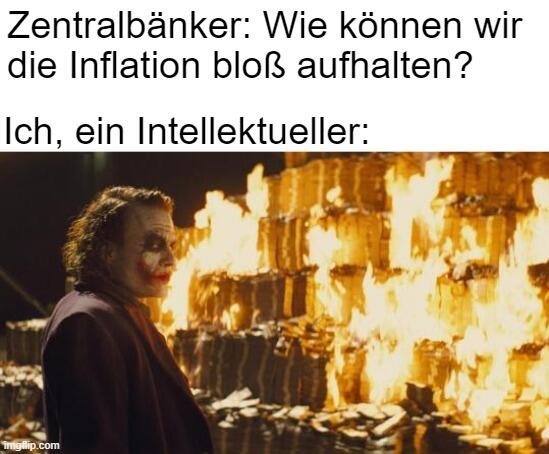 Zentralbänker: Wie können wir
die Inflation bloß aufhalten?
Ich, ein Intellektueller:
imgflip.com